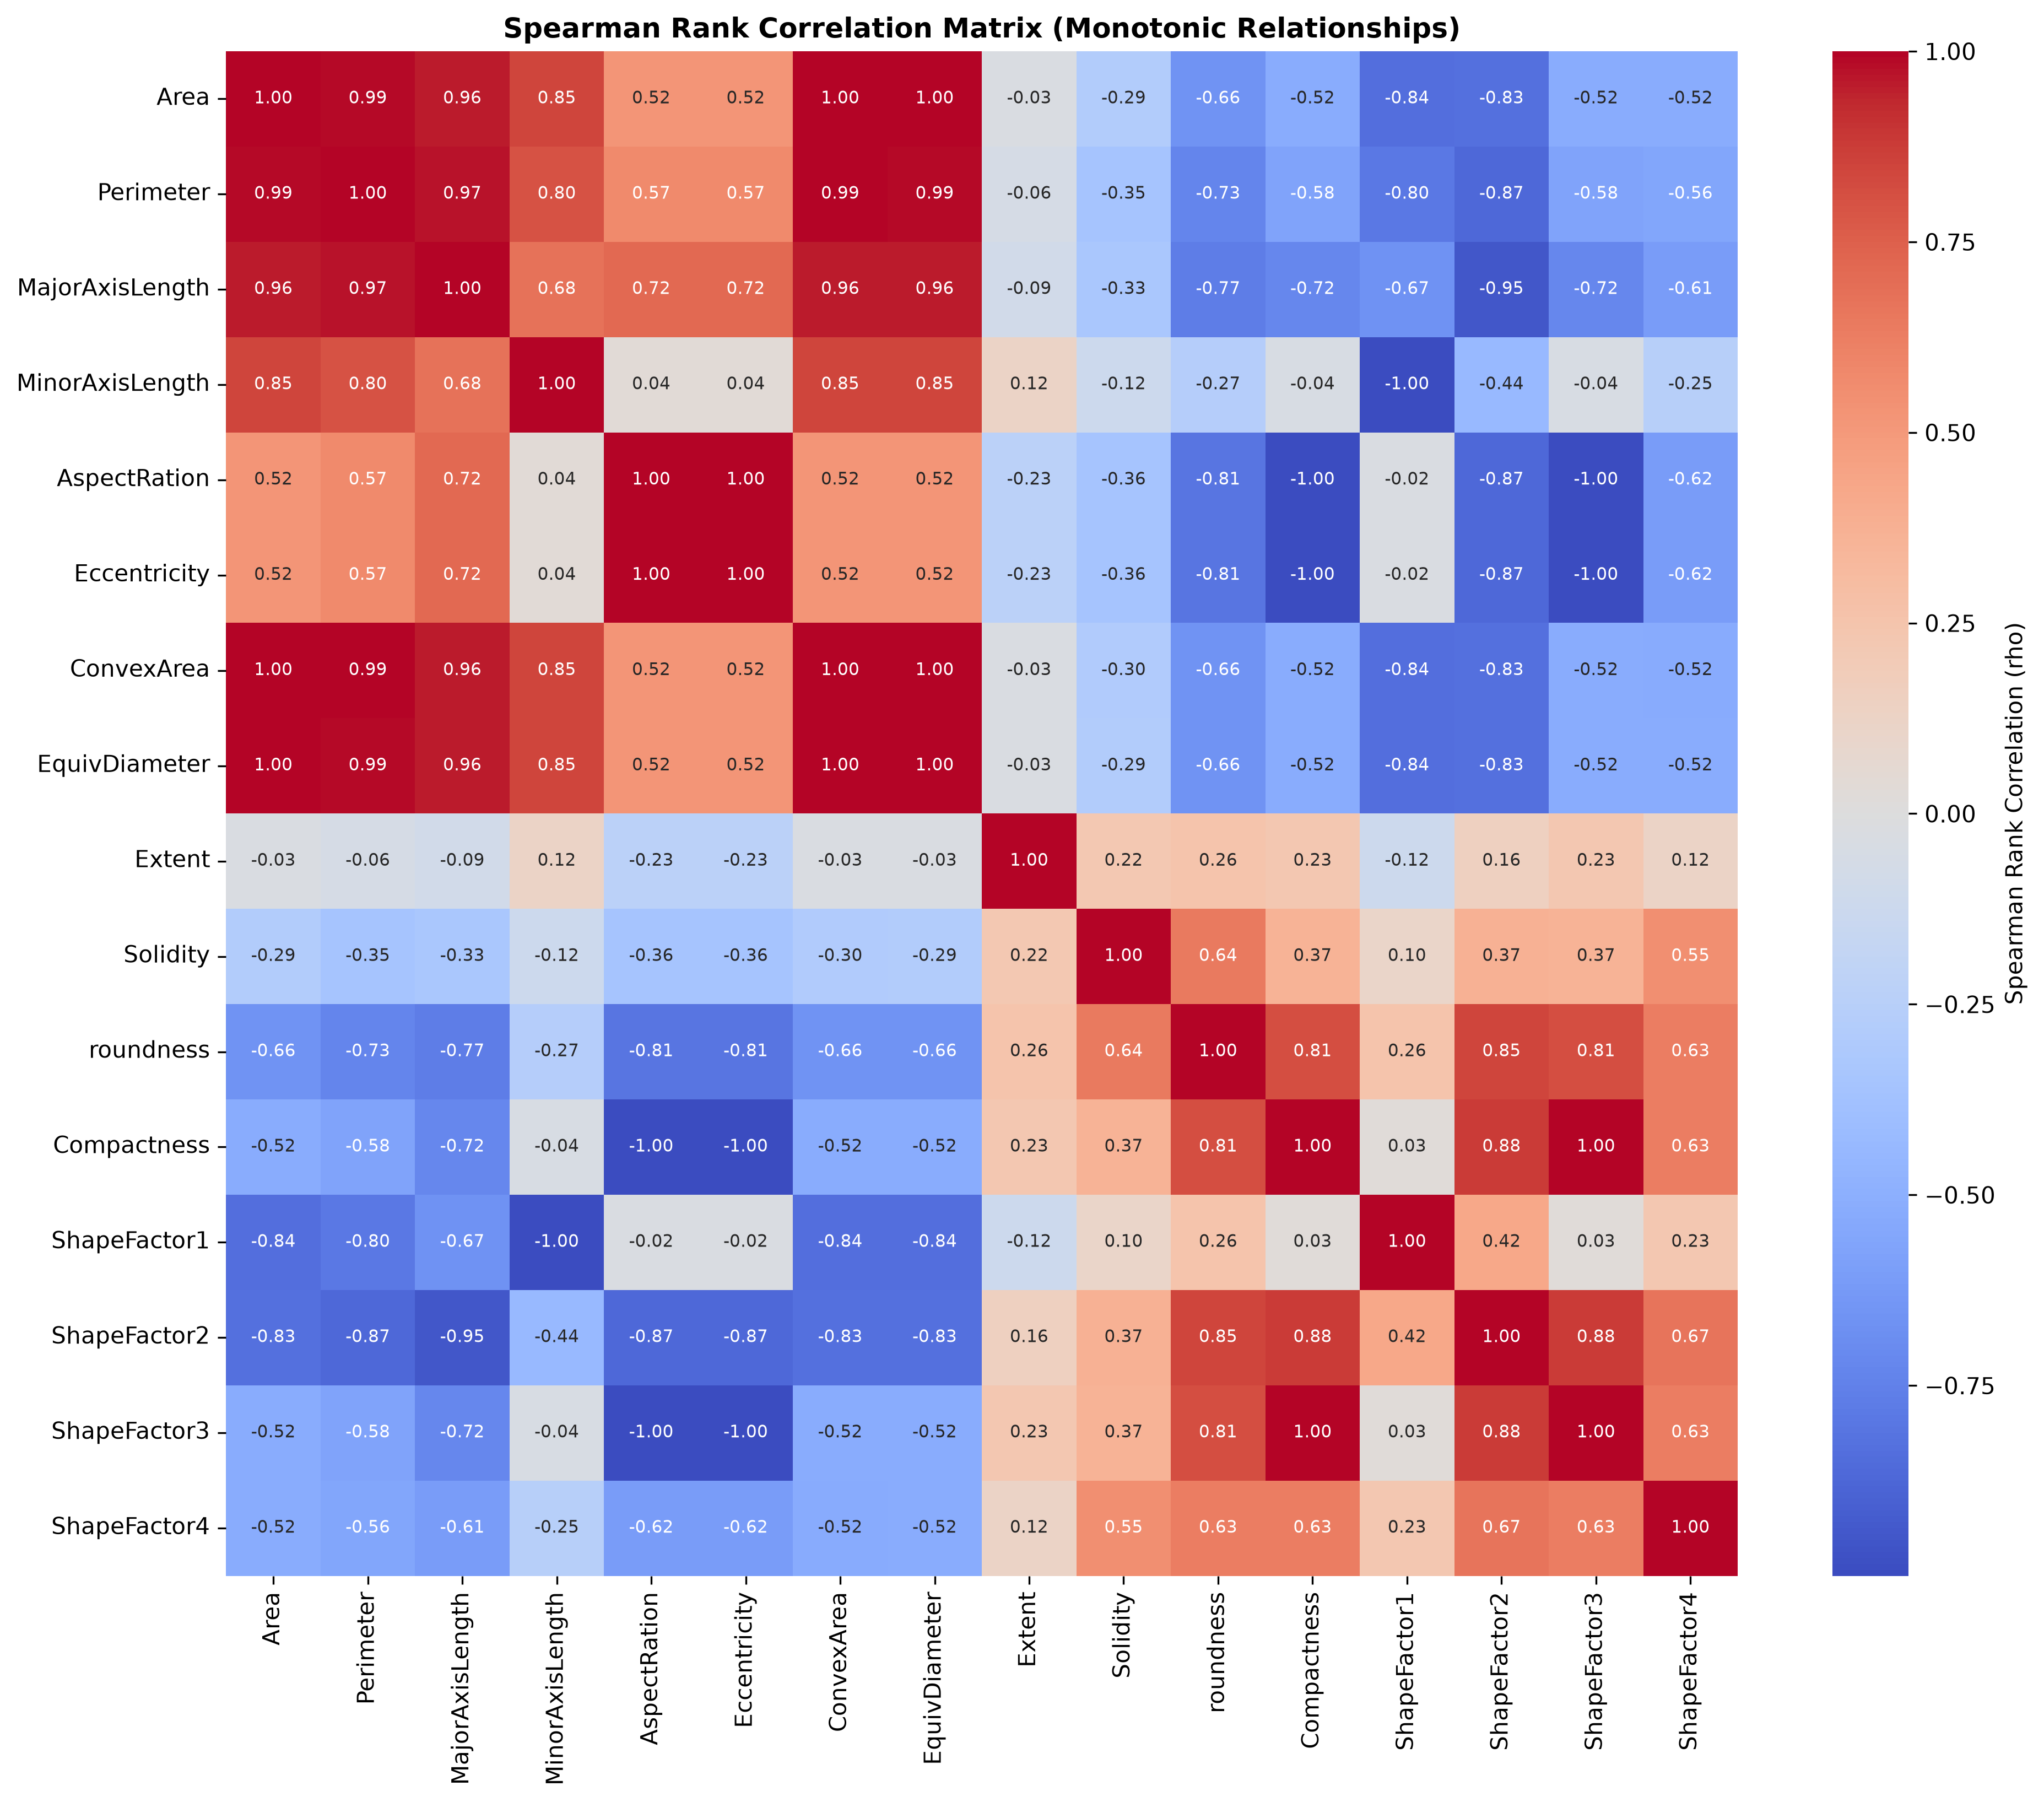 Spearman Rank Correlation Matrix (Monotonic Relationships)
Area 1.00 0.99 0.96 0.85 0.52 0.52 1.00 1.00 -0.03 -0.29 -0.66 -0.52 -0.84 -0.83 -0.52 -0.52
Perimeter 0.99 1.00 0.97 0.80 0.57 0.57 0.99 0.99 -0.06 -0.35 -0.73 -0.58 -0.80 -0.87 -0.58 -0.56
MajorAxisLength 0.96 0.97 1.00 0.68 0.72 0.72 0.96 0.96 -0.09 -0.33 -0.77 -0.72 -0.67 -0.95 -0.72 -0.61
MinorAxisLength 0.85 0.80 0.68 1.00 0.04 0.04 0.85 0.85 0.12 -0.12 -0.27 -0.04 -1.00 -0.44 -0.04 -0.25
AspectRation 0.52 0.57 0.72 0.04 1.00 1.00 0.52 0.52 -0.23 -0.36 -0.81 -1.00 -0.02 -0.87 -1.00 -0.62
Eccentricity 0.52 0.57 0.72 0.04 1.00 1.00 0.52 0.52 -0.23 -0.36 -0.81 -1.00 -0.02 -0.87 -1.00 -0.62
ConvexArea 1.00 0.99 0.96 0.85 0.52 0.52 1.00 1.00 -0.03 -0.30 -0.66 -0.52 -0.84 -0.83 -0.52 -0.52
EquivDiameter 1.00 0.99 0.96 0.85 0.52 0.52 1.00 1.00 -0.03 -0.29 -0.66 -0.52 -0.84 -0.83 -0.52 -0.52
Extent -0.03 -0.06 -0.09 0.12 -0.23 -0.23 -0.03 -0.03 1.00 0.22 0.26 0.23 -0.12 0.16 0.23 0.12
Solidity -0.29 -0.35 -0.33 -0.12 -0.36 -0.36 -0.30 -0.29 0.22 1.00 0.64 0.37 0.10 0.37 0.37 0.55
roundness -0.66 -0.73 -0.77 -0.27 -0.81 -0.81 -0.66 -0.66 0.26 0.64 1.00 0.81 0.26 0.85 0.81 0.63
Compactness -0.52 -0.58 -0.72 -0.04 -1.00 -1.00 -0.52 -0.52 0.23 0.37 0.81 1.00 0.03 0.88 1.00 0.63
ShapeFactor1 -0.84 -0.80 -0.67 -1.00 -0.02 -0.02 -0.84 -0.84 -0.12 0.10 0.26 0.03 1.00 0.42 0.03 0.23
ShapeFactor2 -0.83 -0.87 -0.95 -0.44 -0.87 -0.87 -0.83 -0.83 0.16 0.37 0.85 0.88 0.42 1.00 0.88 0.67
ShapeFactor3 -0.52 -0.58 -0.72 -0.04 -1.00 -1.00 -0.52 -0.52 0.23 0.37 0.81 1.00 0.03 0.88 1.00 0.63
ShapeFactor4 -0.52 -0.56 -0.61 -0.25 -0.62 -0.62 -0.52 -0.52 0.12 0.55 0.63 0.63 0.23 0.67 0.63 1.00
Area
Perimeter
MajorAxisLength
MinorAxisLength
AspectRation
Eccentricity
ConvexArea
EquivDiameter
Extent
Solidity
roundness
Compactness
ShapeFactor1
ShapeFactor2
ShapeFactor3
ShapeFactor4
1.00
0.75
0.50
0.25
0.00
−0.25
−0.50
−0.75
Spearman Rank Correlation (rho)